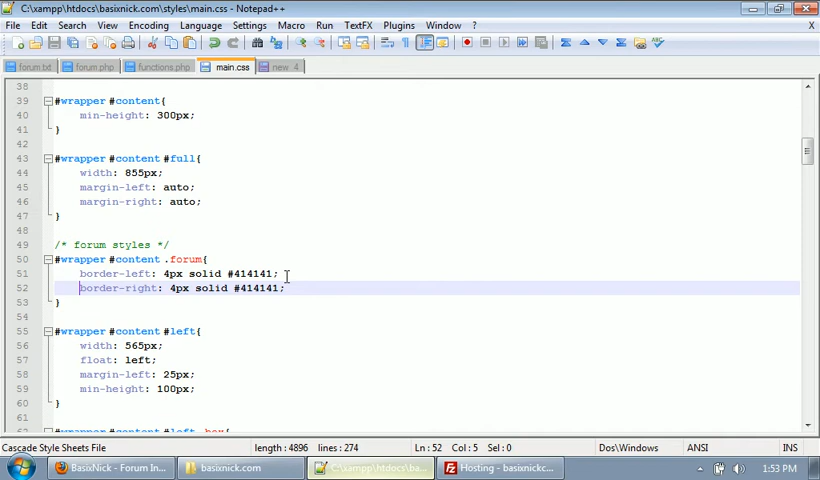 C:\xampp\htdocs\basixnick.com\styles\main.css - Notepad++
File Edit Search View Encoding Language Settings Macro Run TextFX Plugins Window ? X
forum.txt forum.php functions.php main.css new 4
38
39 #wrapper #content{
40 min-height: 300px;
41 }
42
43 #wrapper #content #full{
44 width: 855px;
45 margin-left: auto;
46 margin-right: auto;
47 }
48
49 /* forum styles */
50 #wrapper #content .forum{
51 border-left: 4px solid #414141;
52 border-right: 4px solid #414141;
53 }
54
55 #wrapper #content #left{
56 width: 565px;
57 float: left;
58 margin-left: 25px;
59 min-height: 100px;
60 }
61
#wrapper #content #left .box{
Cascade Style Sheets File length : 4896 lines : 274 Ln : 52 Col : 5 Sel : 0 Dos\Windows ANSI INS
BasixNick - Forum In... basixnick.com C:\xampp\htdocs\ba... Hosting - basixnickc... 1:53 PM